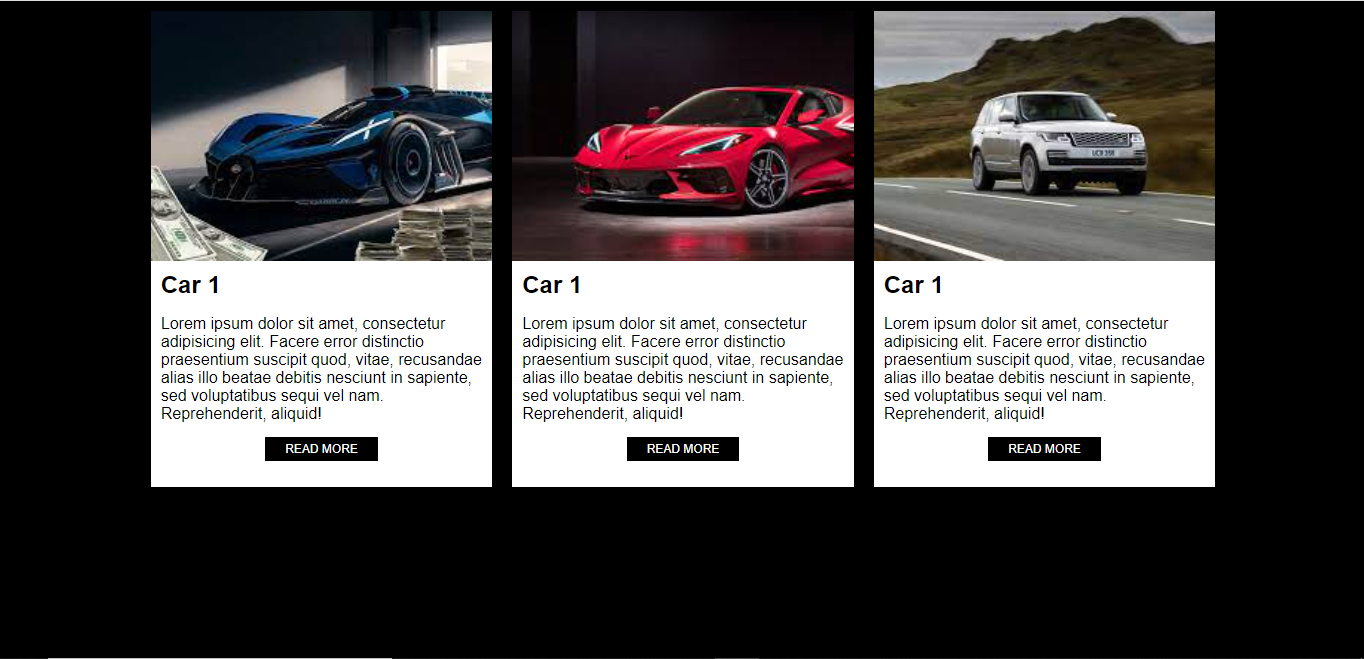 Car 1
Lorem ipsum dolor sit amet, consectetur
adipisicing elit. Facere error distinctio
praesentium suscipit quod, vitae, recusandae
alias illo beatae debitis nesciunt in sapiente,
sed voluptatibus sequi vel nam.
Reprehenderit, aliquid!
READ MORE
Car 1
Lorem ipsum dolor sit amet, consectetur
adipisicing elit. Facere error distinctio
praesentium suscipit quod, vitae, recusandae
alias illo beatae debitis nesciunt in sapiente,
sed voluptatibus sequi vel nam.
Reprehenderit, aliquid!
READ MORE
Car 1
Lorem ipsum dolor sit amet, consectetur
adipisicing elit. Facere error distinctio
praesentium suscipit quod, vitae, recusandae
alias illo beatae debitis nesciunt in sapiente,
sed voluptatibus sequi vel nam.
Reprehenderit, aliquid!
READ MORE